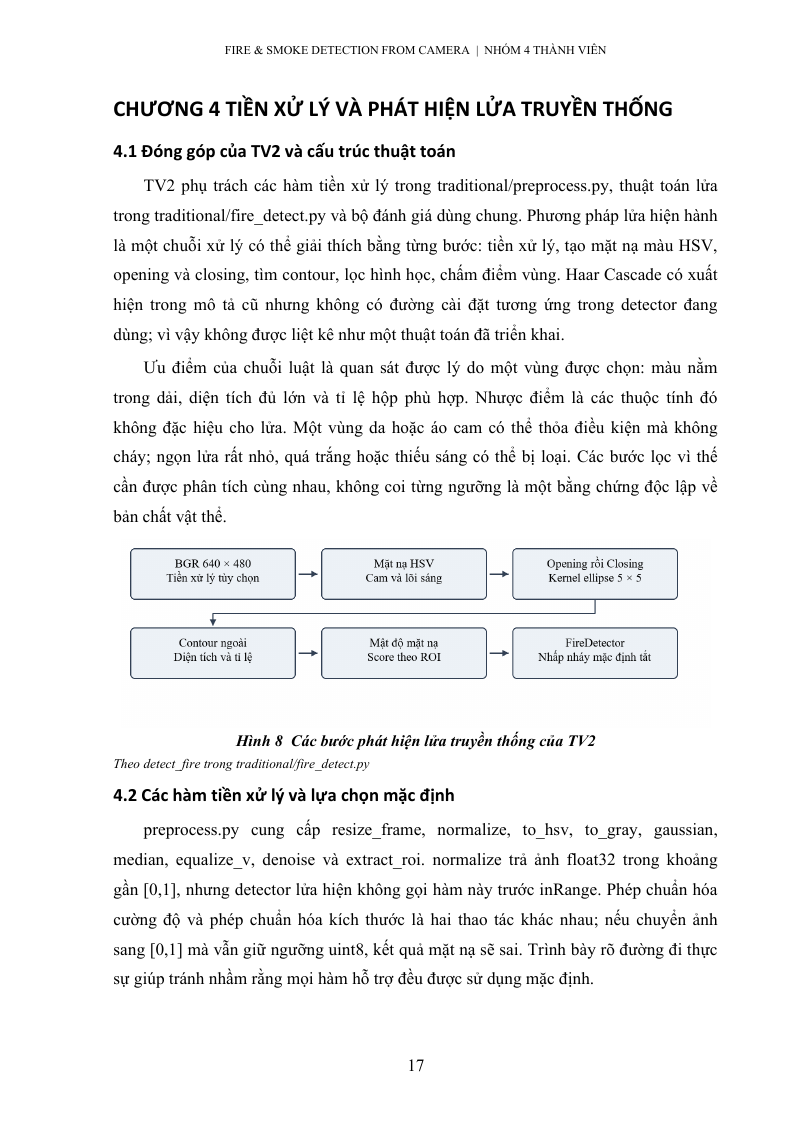 FIRE & SMOKE DETECTION FROM CAMERA | NHÓM 4 THÀNH VIÊN
CHƯƠNG 4 TIỀN XỬ LÝ VÀ PHÁT HIỆN LỬA TRUYỀN THỐNG
4.1 Đóng góp của TV2 và cấu trúc thuật toán
TV2 phụ trách các hàm tiền xử lý trong traditional/preprocess.py, thuật toán lửa
trong traditional/fire_detect.py và bộ đánh giá dùng chung. Phương pháp lửa hiện hành
là một chuỗi xử lý có thể giải thích bằng từng bước: tiền xử lý, tạo mặt nạ màu HSV,
opening và closing, tìm contour, lọc hình học, chấm điểm vùng. Haar Cascade có xuất
hiện trong mô tả cũ nhưng không có đường cài đặt tương ứng trong detector đang
dùng; vì vậy không được liệt kê như một thuật toán đã triển khai.
Ưu điểm của chuỗi luật là quan sát được lý do một vùng được chọn: màu nằm
trong dải, diện tích đủ lớn và tỉ lệ hộp phù hợp. Nhược điểm là các thuộc tính đó
không đặc hiệu cho lửa. Một vùng da hoặc áo cam có thể thỏa điều kiện mà không
cháy; ngọn lửa rất nhỏ, quá trắng hoặc thiếu sáng có thể bị loại. Các bước lọc vì thế
cần được phân tích cùng nhau, không coi từng ngưỡng là một bằng chứng độc lập về
bản chất vật thể.
BGR 640 × 480
Tiền xử lý tùy chọn
Mặt nạ HSV
Cam và lõi sáng
Opening rồi Closing
Kernel ellipse 5 × 5
Contour ngoài
Diện tích và tỉ lệ
Mật độ mặt nạ
Score theo ROI
FireDetector
Nhấp nháy mặc định tắt
Hình 8 Các bước phát hiện lửa truyền thống của TV2
Theo detect_fire trong traditional/fire_detect.py
4.2 Các hàm tiền xử lý và lựa chọn mặc định
preprocess.py cung cấp resize_frame, normalize, to_hsv, to_gray, gaussian,
median, equalize_v, denoise và extract_roi. normalize trả ảnh float32 trong khoảng
gần [0,1], nhưng detector lửa hiện không gọi hàm này trước inRange. Phép chuẩn hóa
cường độ và phép chuẩn hóa kích thước là hai thao tác khác nhau; nếu chuyển ảnh
sang [0,1] mà vẫn giữ ngưỡng uint8, kết quả mặt nạ sẽ sai. Trình bày rõ đường đi thực
sự giúp tránh nhầm rằng mọi hàm hỗ trợ đều được sử dụng mặc định.
17